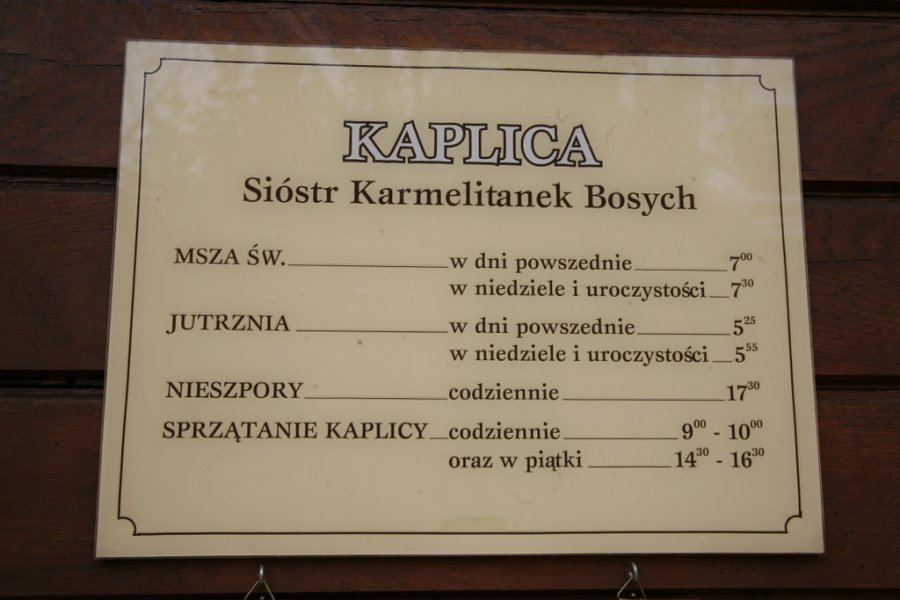 KAPLICA
Sióstr Karmelitanek Bosych
MSZA ŚW. w dni powszednie 7⁰⁰
w niedziele i uroczystości 7³⁰
JUTRZNIA w dni powszednie 5²⁵
w niedziele i uroczystości 5⁵⁵
NIESZPORY codziennie 17³⁰
SPRZĄTANIE KAPLICY codziennie 9⁰⁰ - 10⁰⁰
oraz w piątki 14³⁰ - 16³⁰